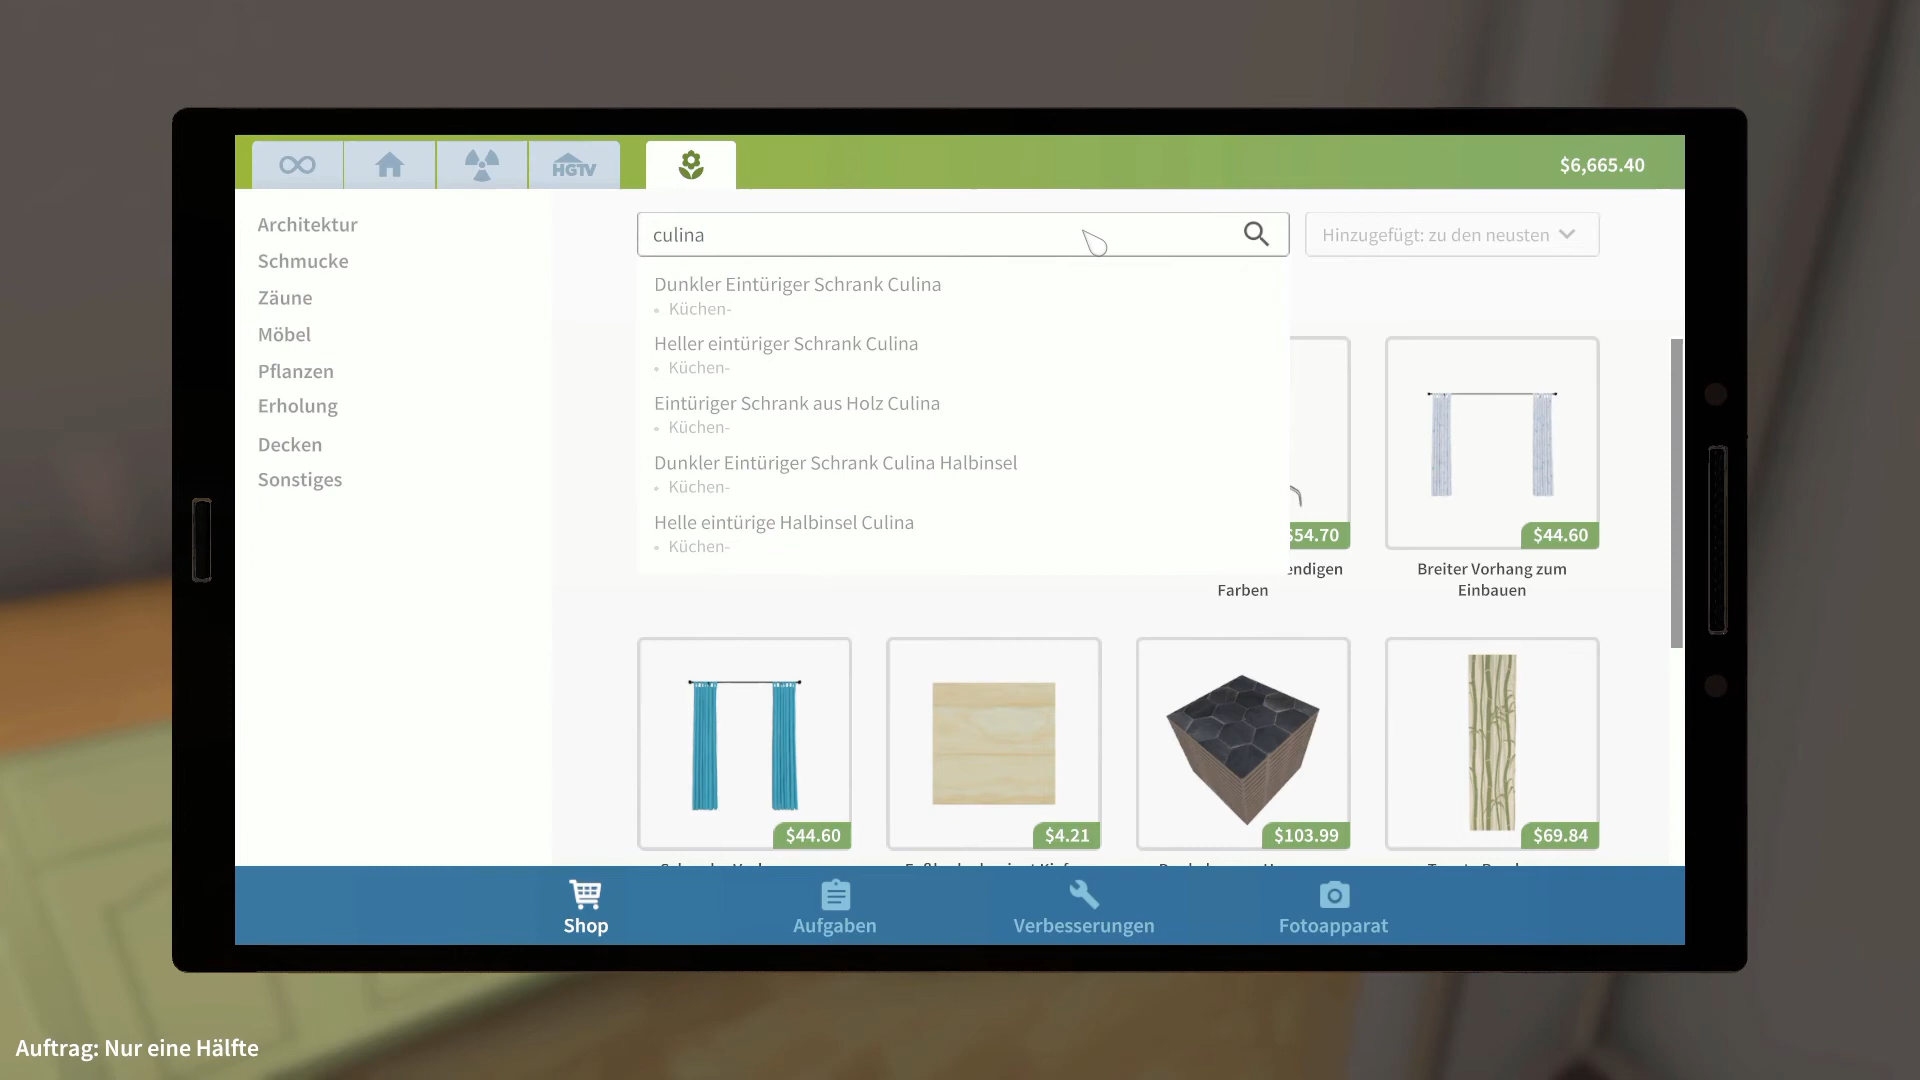 HGTV
$6,665.40
Architektur
Schmucke
Zäune
Möbel
Pflanzen
Erholung
Decken
Sonstiges
culina
Hinzugefügt: zu den neusten
Dunkler Eintüriger Schrank Culina
• Küchen-
Heller eintüriger Schrank Culina
• Küchen-
Eintüriger Schrank aus Holz Culina
• Küchen-
Dunkler Eintüriger Schrank Culina Halbinsel
• Küchen-
Helle eintürige Halbinsel Culina
• Küchen-
$54.70
$44.60
endigen
Farben
Breiter Vorhang zum
Einbauen
$44.60
$4.21
$103.99
$69.84
Shop
Aufgaben
Verbesserungen
Fotoapparat
Auftrag: Nur eine Hälfte